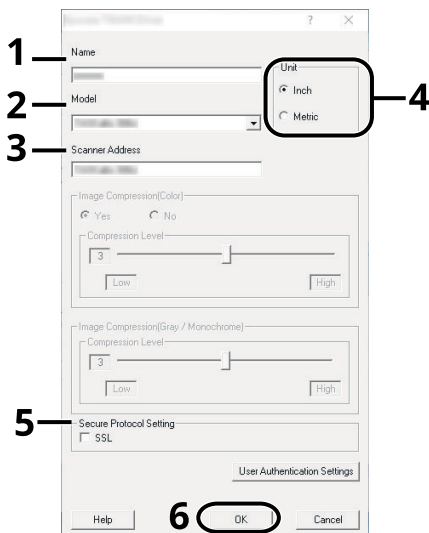 ? ×
1
Name
Unit
Inch
Metric
4
2
Model
3
Scanner Address
Image Compression(Color)
Yes No
Compression Level
3
Low High
Image Compression(Gray / Monochrome)
Compression Level
3
Low High
5
Secure Protocol Setting
SSL
User Authentication Settings
Help 6 OK Cancel